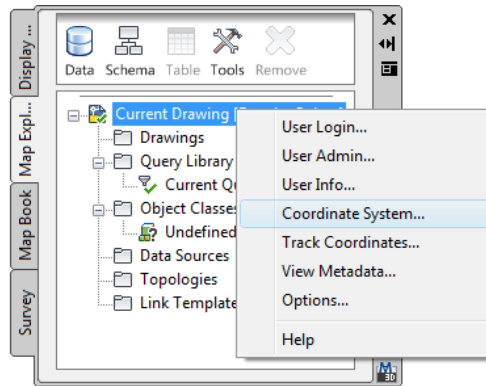 Display ...
Map Expl...
Map Book
Survey
Data Schema Table Tools Remove
Current Drawing
Drawings
Query Library
Current Qu
Object Classes
Undefined
Data Sources
Topologies
Link Template
User Login...
User Admin...
User Info...
Coordinate System...
Track Coordinates...
View Metadata...
Options...
Help
3D